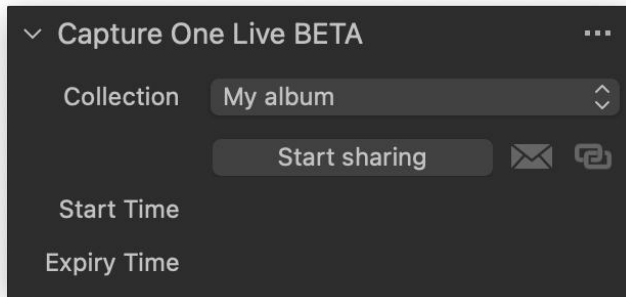 Capture One Live BETA
Collection My album
Start sharing
Start Time
Expiry Time